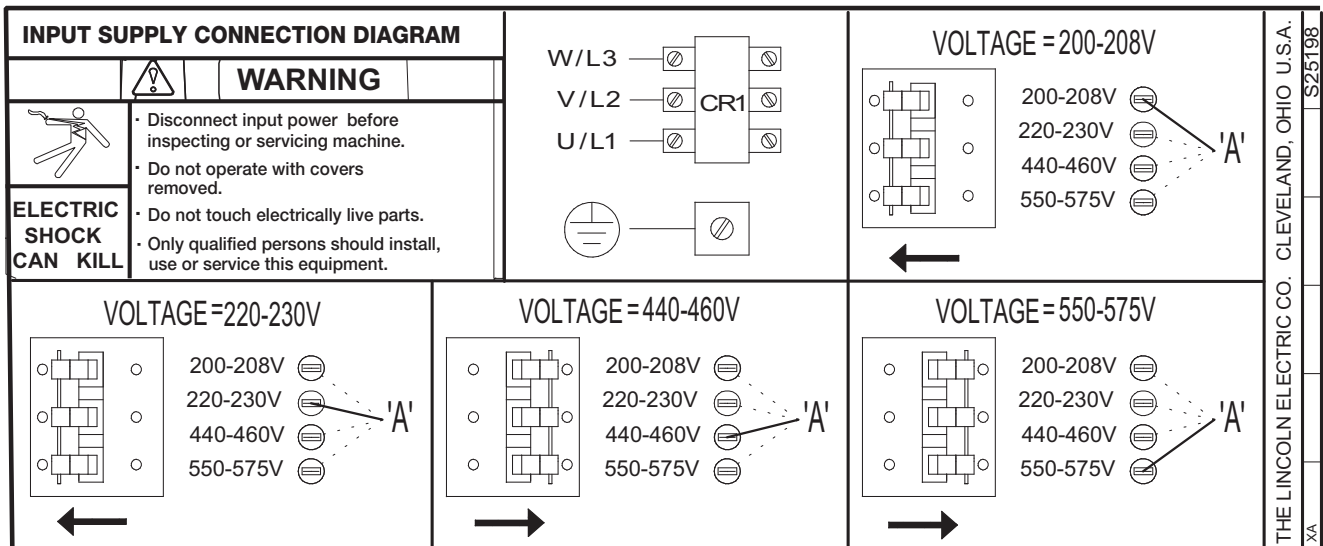 INPUT SUPPLY CONNECTION DIAGRAM
WARNING
ELECTRIC
SHOCK
CAN KILL
· Disconnect input power before
inspecting or servicing machine.
· Do not operate with covers
removed.
· Do not touch electrically live parts.
· Only qualified persons should install,
use or service this equipment.
W/L3
V/L2
U/L1
CR1
VOLTAGE = 200-208V
200-208V
220-230V
440-460V
550-575V
'A'
VOLTAGE=220-230V
200-208V
220-230V
440-460V
550-575V
'A'
VOLTAGE = 440-460V
200-208V
220-230V
440-460V
550-575V
'A'
VOLTAGE = 550-575V
200-208V
220-230V
440-460V
550-575V
'A'
THE LINCOLN ELECTRIC CO. CLEVELAND, OHIO U.S.A.
S25198
XA